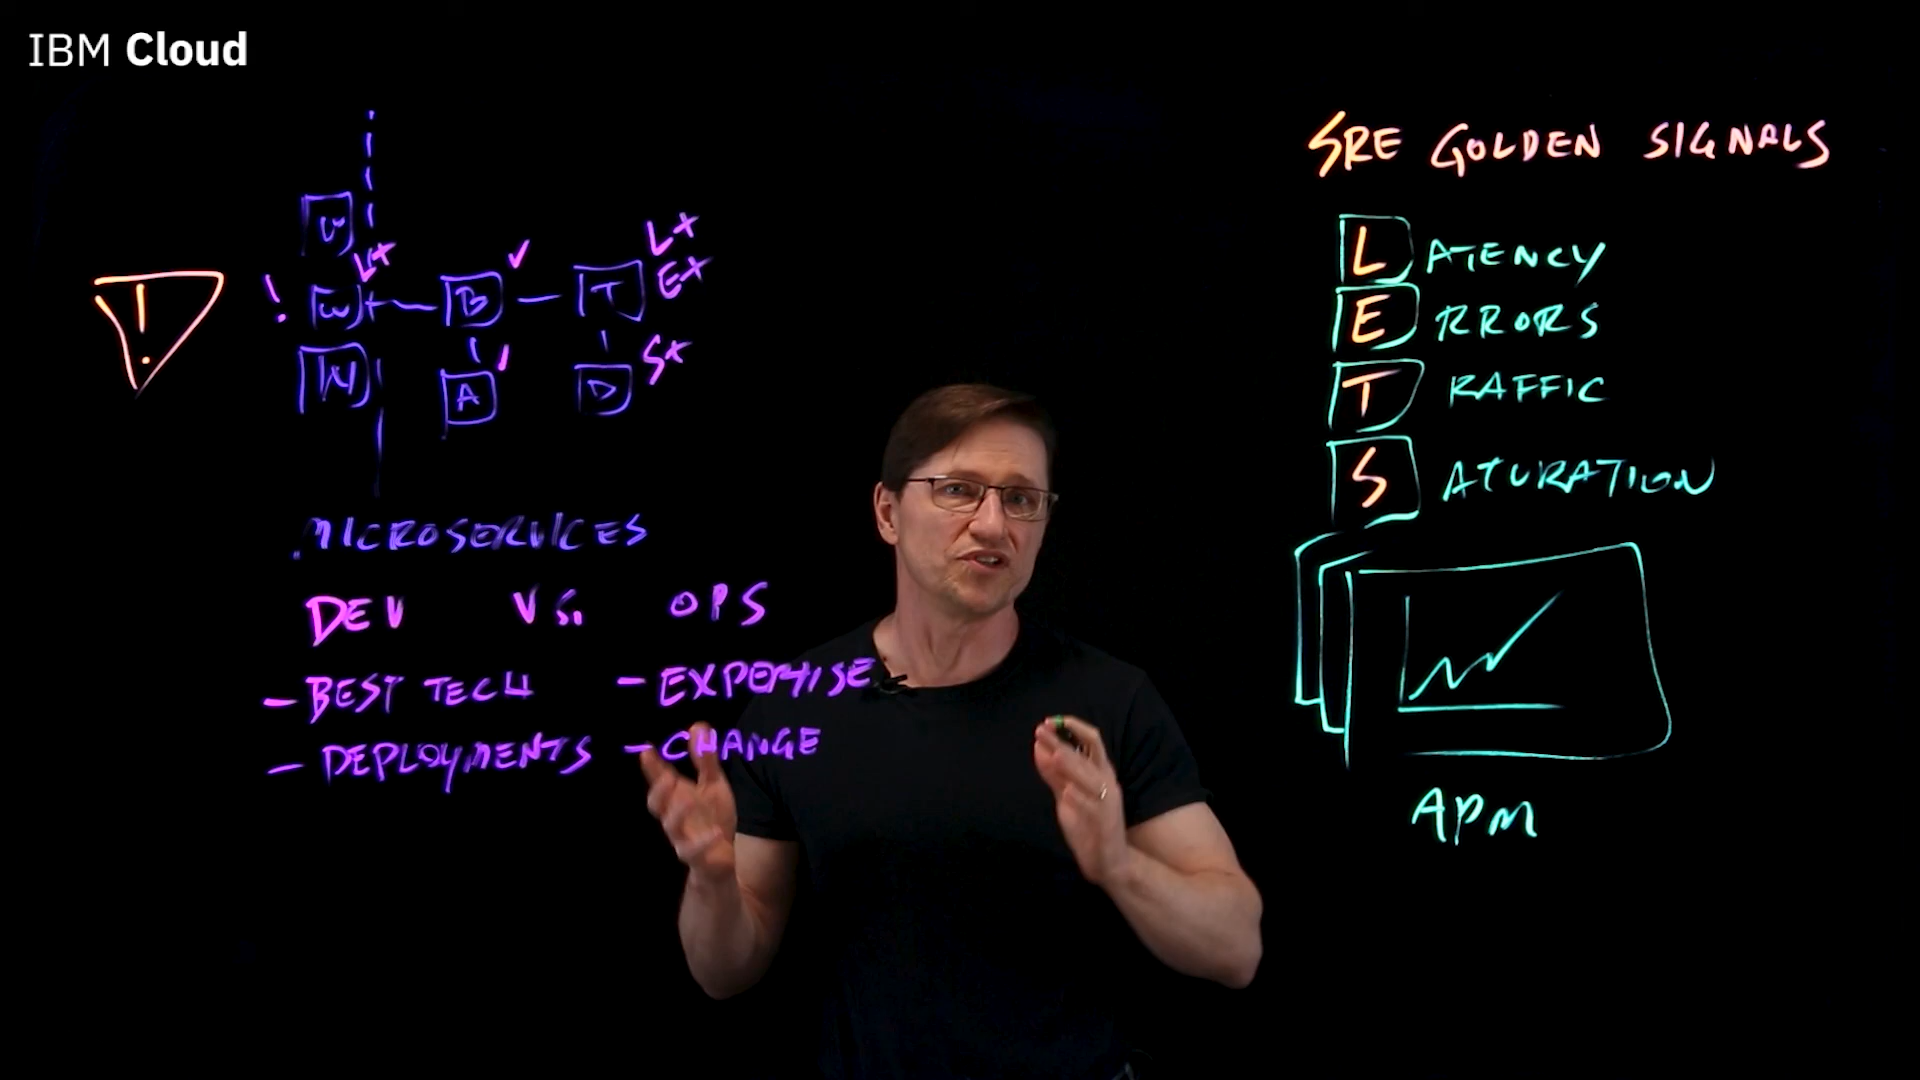 IBM Cloud
W
L x
! W B ✓ T L x
E x
W A ✓ D S x
!
MICROSERVICES
DEV VS. OPS
- BEST TECH - EXPERTISE
- DEPLOYMENTS - CHANGE
SRE GOLDEN SIGNALS
LATENCY
ERRORS
TRAFFIC
SATURATION
APM